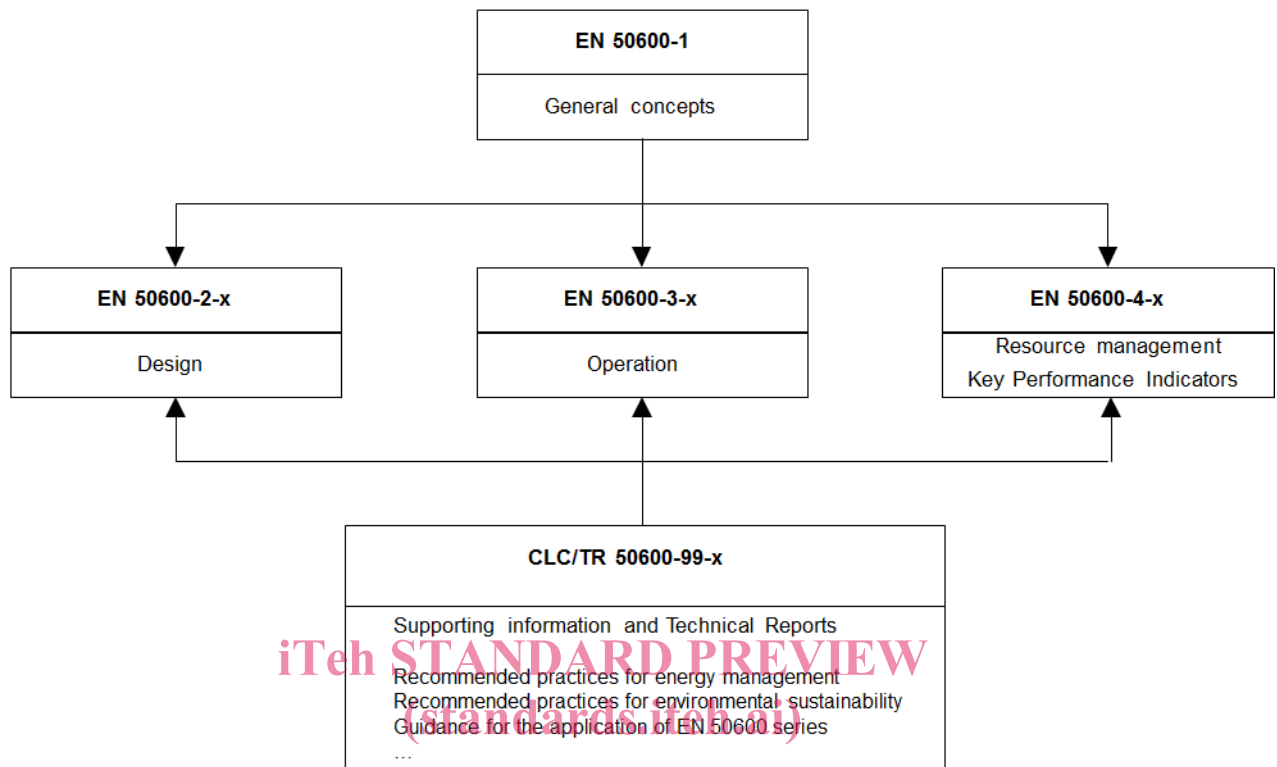 EN 50600-1
General concepts
EN 50600-2-x
EN 50600-3-x
EN 50600-4-x
Design
Operation
Resource management
Key Performance Indicators
CLC/TR 50600-99-x
Supporting information and Technical Reports
iTeh STANDARD PREVIEW
Recommended practices for energy management
Recommended practices for environmental sustainability
(standards.iteh.ai)
Guidance for the application of EN 50600 series
...